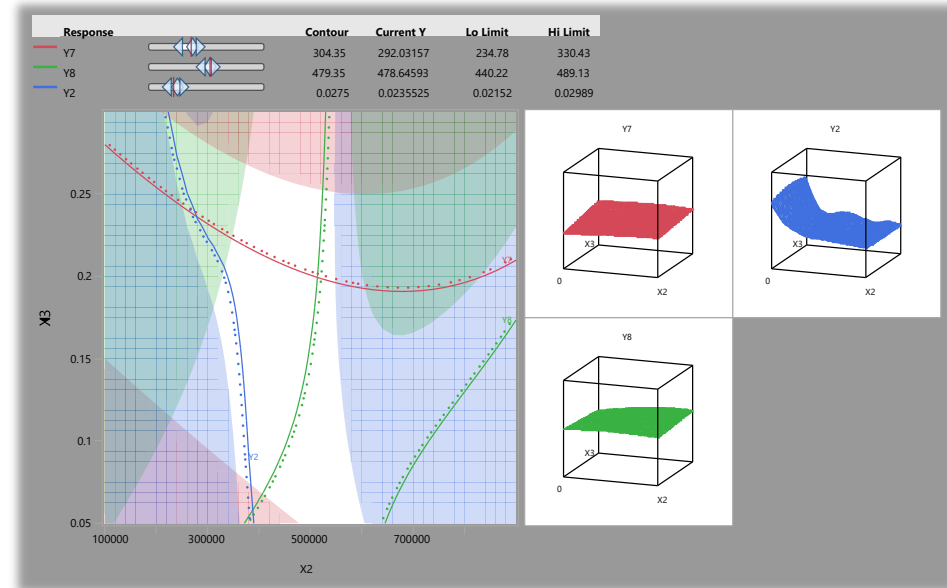 Response Contour Current Y Lo Limit Hi Limit
Y7 304.35 292.03157 234.78 330.43
Y8 479.35 478.64593 440.22 489.13
Y2 0.0275 0.0235525 0.02152 0.02989
Y7
Y2
0.25
X3
X3
0.2
Y7
0
0
X2
X2
Y8
X3
Y8
0.15
0.1
Y2
X3
0
X2
0.05
100000 300000 500000 700000
X2